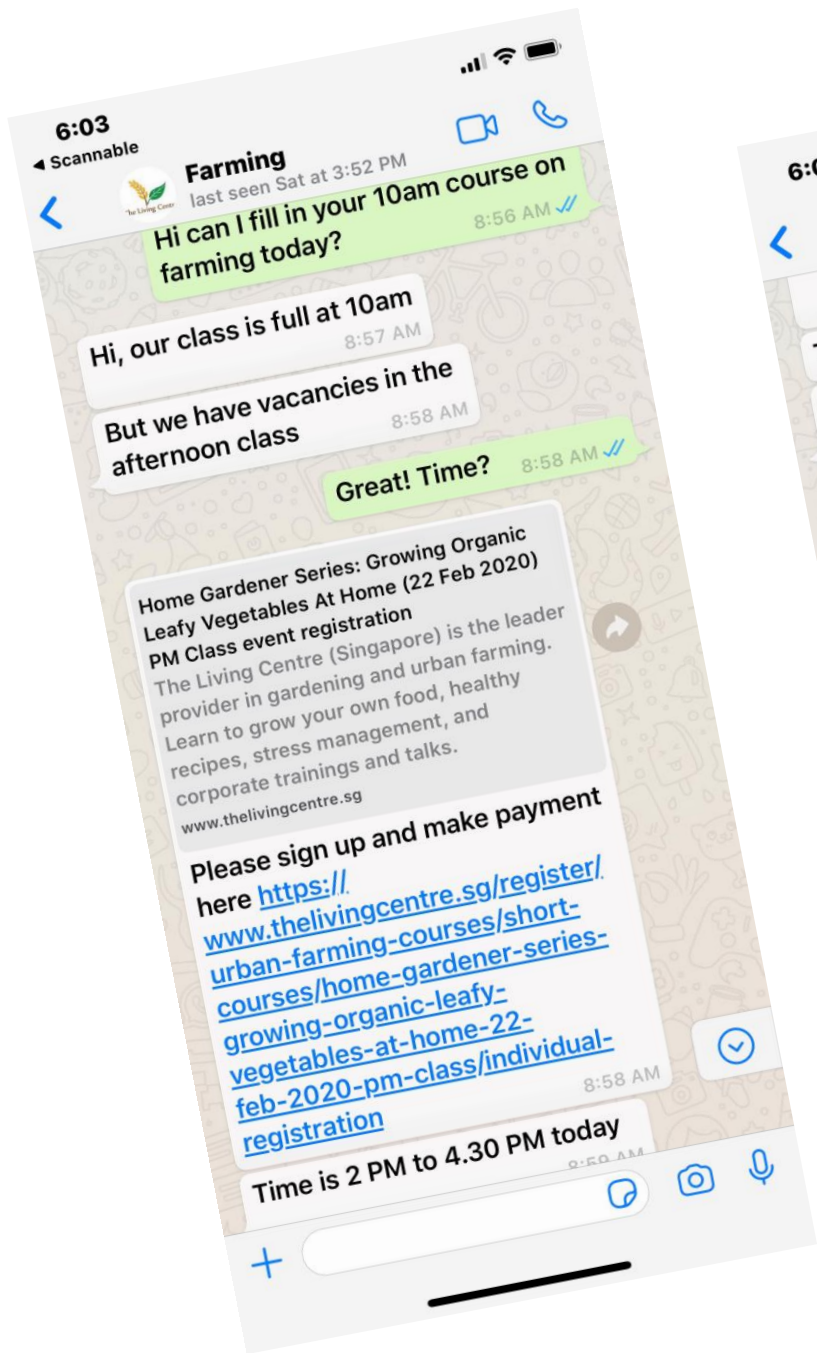 6:03
◀ Scannable
Farming
last seen Sat at 3:52 PM
The Living Centre
Hi can I fill in your 10am course on
farming today?
8:56 AM
Hi, our class is full at 10am
8:57 AM
But we have vacancies in the
afternoon class
8:58 AM
Great! Time?
8:58 AM
Home Gardener Series: Growing Organic
Leafy Vegetables At Home (22 Feb 2020)
PM Class event registration
The Living Centre (Singapore) is the leader
provider in gardening and urban farming.
Learn to grow your own food, healthy
recipes, stress management, and
corporate trainings and talks.
www.thelivingcentre.sg
Please sign up and make payment
here https://
www.thelivingcentre.sg/register/
urban-farming-courses/short-
courses/home-gardener-series-
growing-organic-leafy-
vegetables-at-home-22-
feb-2020-pm-class/individual-
registration
8:58 AM
Time is 2 PM to 4.30 PM today
8:59 AM